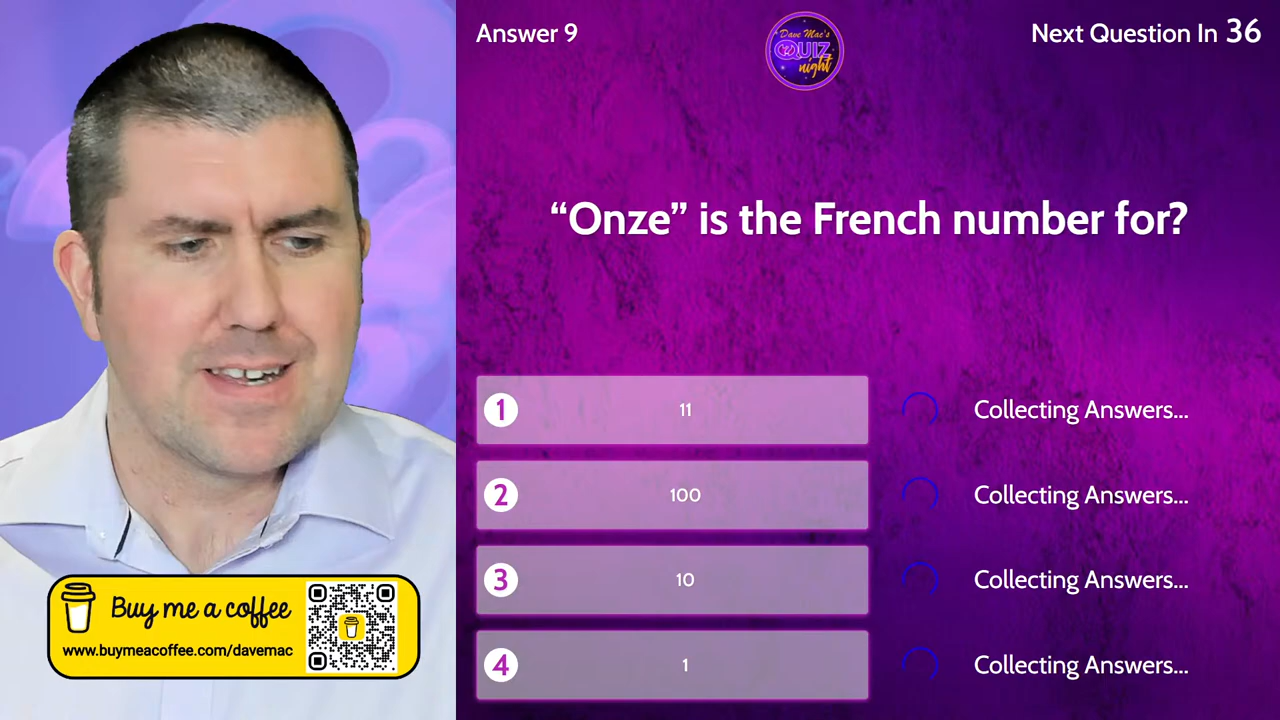 Answer 9
Dave Mac's
QUIZ
night
Next Question In 36
“Onze” is the French number for?
1 11 Collecting Answers...
2 100 Collecting Answers...
3 10 Collecting Answers...
4 1 Collecting Answers...
Buy me a coffee
www.buymeacoffee.com/davemac